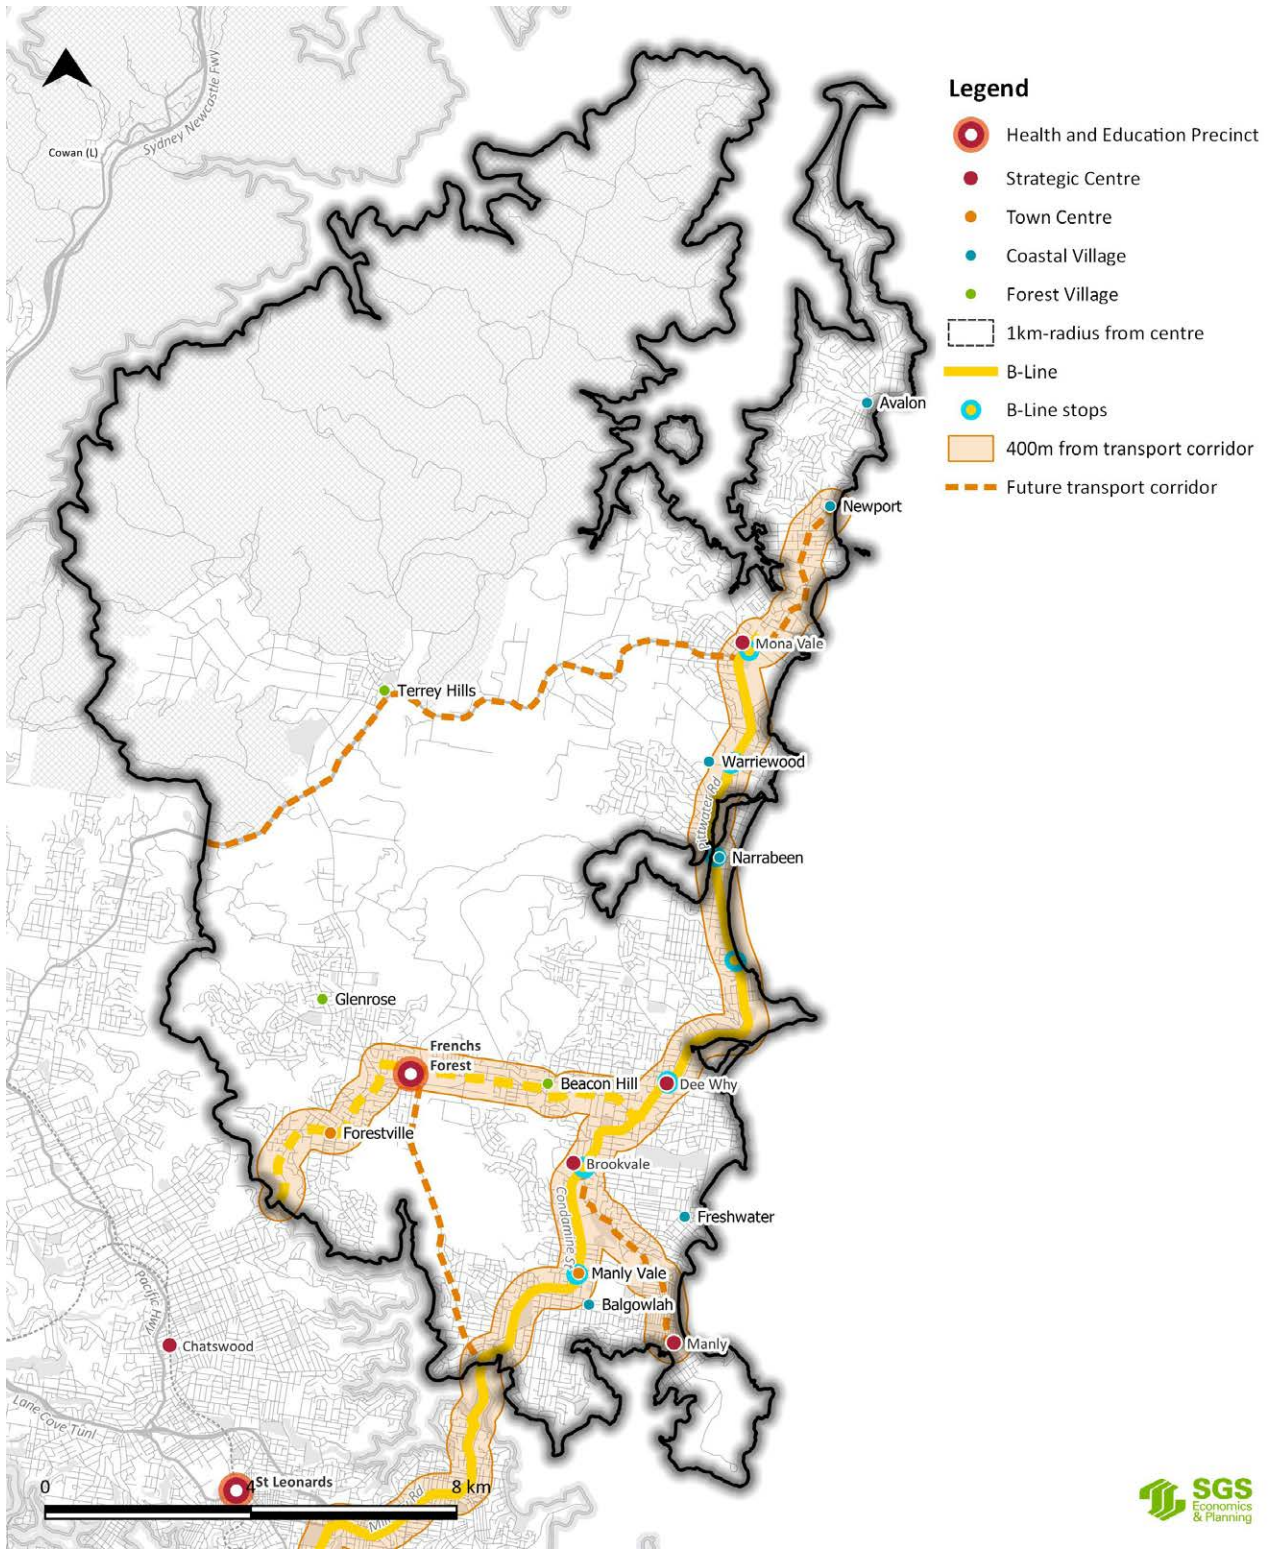 Sydney Newcastle Fwy
Cowan (L)
Legend
Health and Education Precinct
Strategic Centre
Town Centre
Coastal Village
Forest Village
1km-radius from centre
B-Line
B-Line stops
400m from transport corridor
Future transport corridor
Avalon
Newport
Mona Vale
Terrey Hills
Warriewood
Pittwater Rd
Narrabeen
Glenrose
Frenchs
Forest
Beacon Hill
Dee Why
Forestville
Brookvale
Condamine St
Freshwater
Manly Vale
Balgowlah
Pacific Hwy
Chatswood
Manly
Lane Cove Tunl
St Leonards
0
4
8 km
Rd
SGS
Economics
& Planning